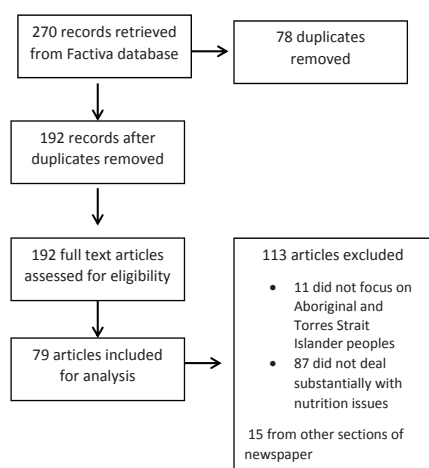 270 records retrieved
from Factiva database
78 duplicates
removed
192 records after
duplicates removed
192 full text articles
assessed for eligibility
79 articles included
for analysis
113 articles excluded
• 11 did not focus on
Aboriginal and
Torres Strait
Islander peoples
• 87 did not deal
substantially with
nutrition issues
15 from other sections of
newspaper